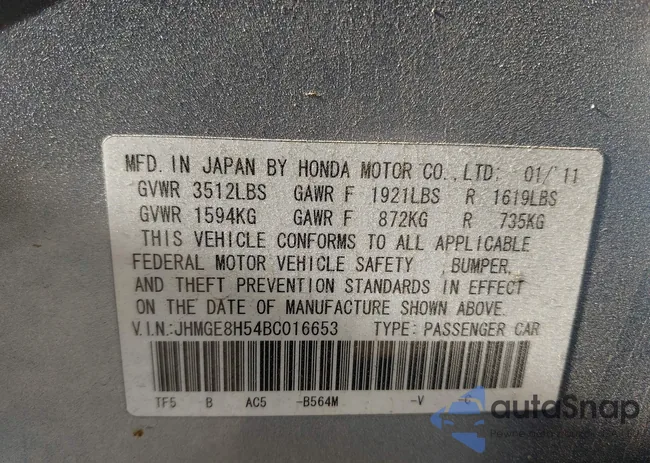 MFD. IN JAPAN BY HONDA MOTOR CO., LTD: 01/'11
GVWR 3512LBS GAWR F 1921LBS R 1619LBS
GVWR 1594KG GAWR F 872KG R 735KG
THIS VEHICLE CONFORMS TO ALL APPLICABLE
FEDERAL MOTOR VEHICLE SAFETY , BUMPER,
AND THEFT PREVENTION STANDARDS IN EFFECT
ON THE DATE OF MANUFACTURE SHOWN ABOVE.
V.I.N.:JHMGE8H54BC016653 TYPE: PASSENGER CAR
TF5 B AC5 -B564M -V
autoSnap